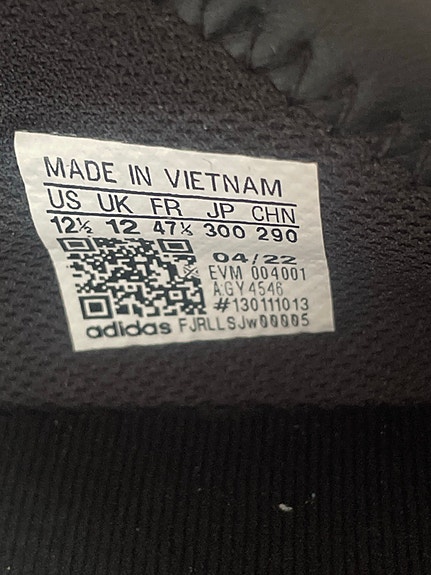 MADE IN VIETNAM
US UK FR JP CHN
12½ 12 47⅓ 300 290
04/22
EVM 004001
AGY4546
#130111013
adidas FJRLLSJw00005